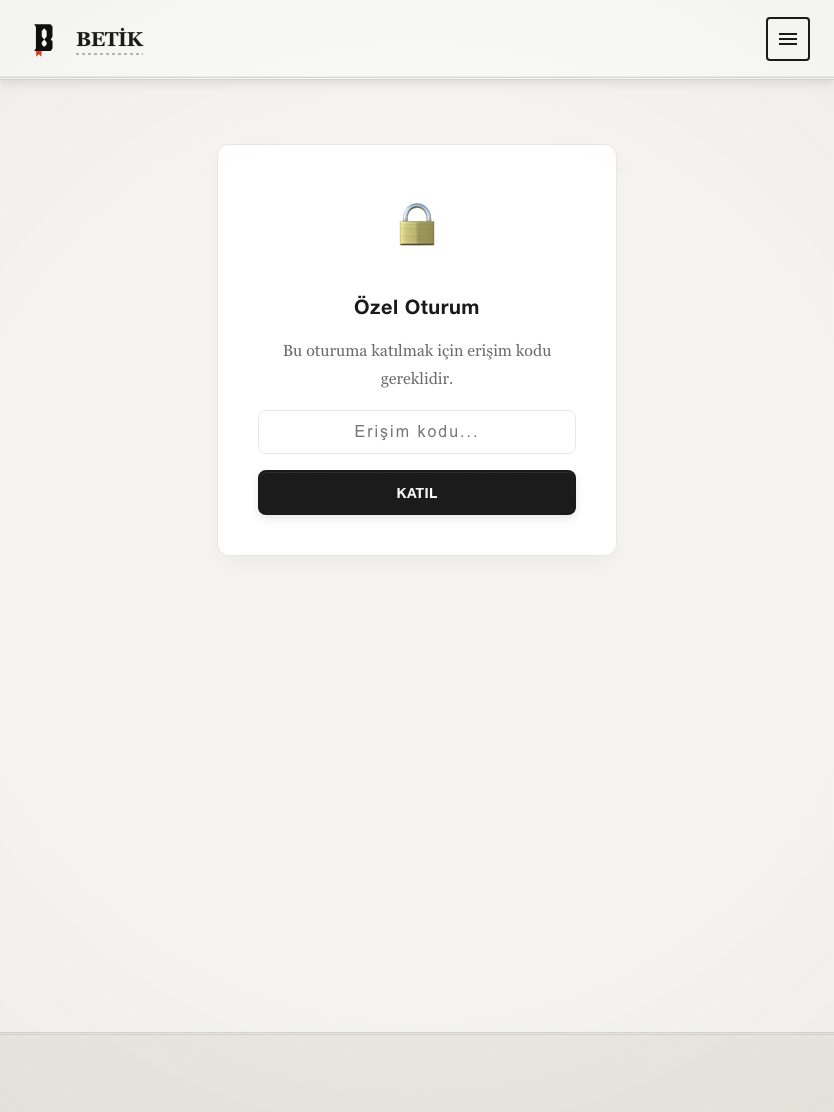 BETİK
Özel Oturum
Bu oturuma katılmak için erişim kodu
gereklidir.
Erişim kodu...
KATIL